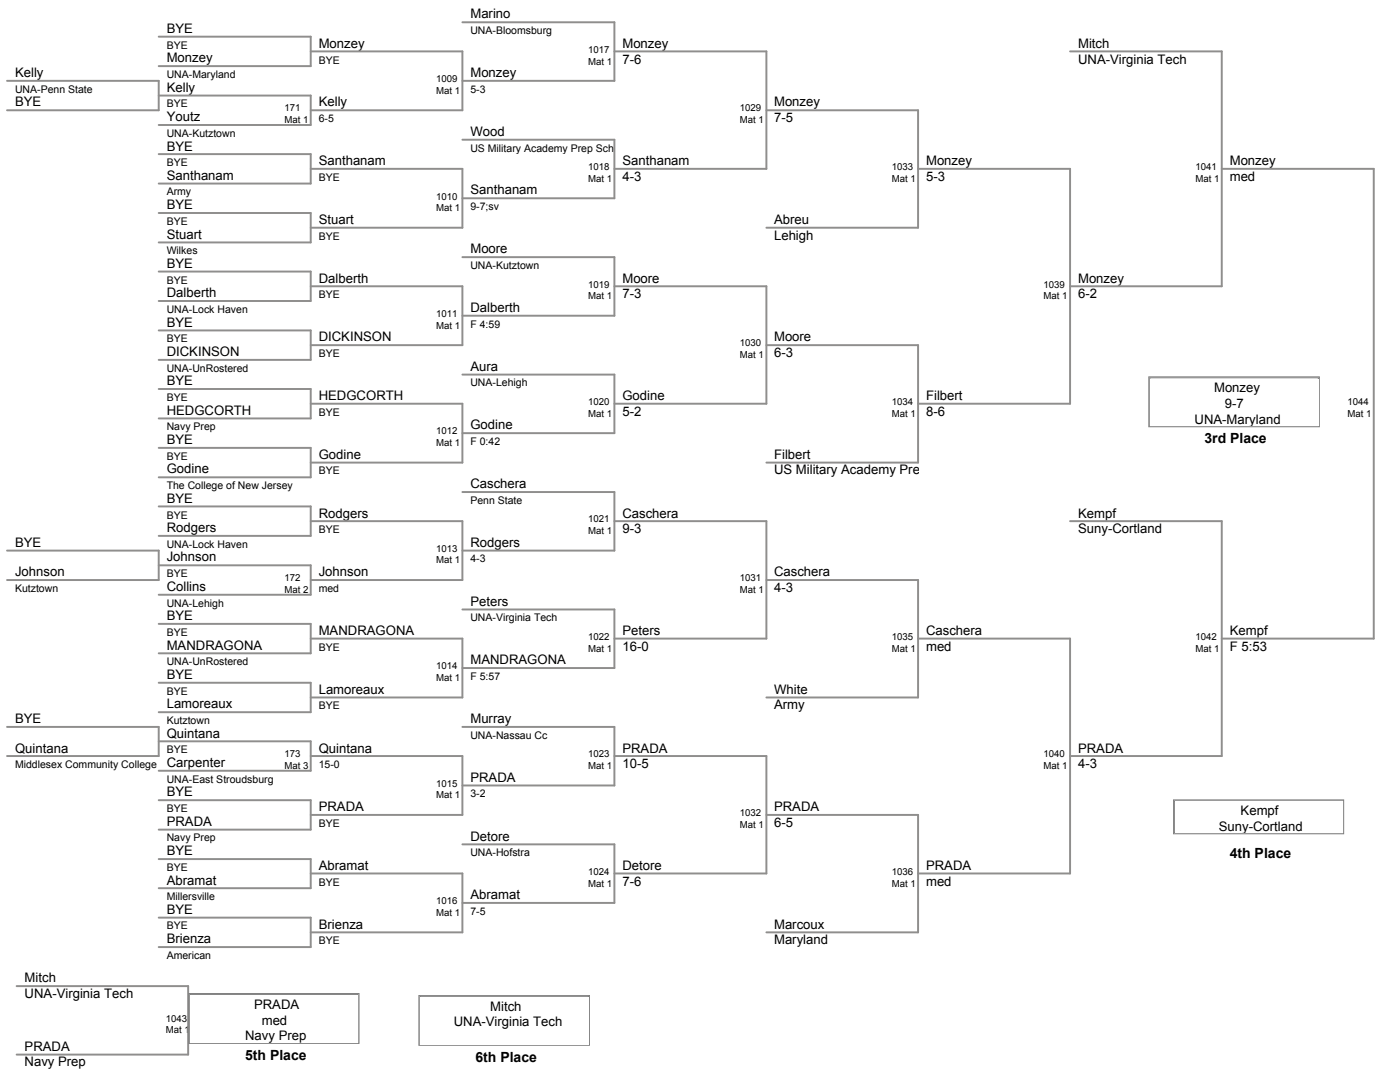 Marino
UNA-Bloomsburg
BYE
BYE
Monzey
UNA-Maryland
Monzey
BYE
1017
Mat 1
Monzey
7-6
Mitch
UNA-Virginia Tech
Kelly
UNA-Penn State
BYE
Kelly
BYE
Youtz
UNA-Kutztown
171
Mat 1
Kelly
6-5
1009
Mat 1
Monzey
5-3
1029
Mat 1
Monzey
7-5
Wood
US Military Academy Prep Sch
BYE
BYE
Santhanam
Army
Santhanam
BYE
1018
Mat 1
Santhanam
4-3
1033
Mat 1
Monzey
5-3
1041
Mat 1
Monzey
med
1010
Mat 1
Santhanam
9-7;sv
BYE
BYE
Stuart
Wilkes
Stuart
BYE
Abreu
Lehigh
Moore
UNA-Kutztown
BYE
BYE
Dalberth
UNA-Lock Haven
Dalberth
BYE
1019
Mat 1
Moore
7-3
1039
Mat 1
Monzey
6-2
1011
Mat 1
Dalberth
F 4:59
BYE
BYE
DICKINSON
UNA-UnRostered
DICKINSON
BYE
1030
Mat 1
Moore
6-3
Aura
UNA-Lehigh
BYE
BYE
HEDGCORTH
Navy Prep
HEDGCORTH
BYE
1020
Mat 1
Godine
5-2
1034
Mat 1
Filbert
8-6
Monzey
9-7
UNA-Maryland
3rd Place
1044
Mat 1
1012
Mat 1
Godine
F 0:42
BYE
BYE
Godine
The College of New Jersey
Godine
BYE
Filbert
US Military Academy Pre
Caschera
Penn State
BYE
BYE
Rodgers
UNA-Lock Haven
Rodgers
BYE
1021
Mat 1
Caschera
9-3
Kempf
Suny-Cortland
BYE
Johnson
Kutztown
1013
Mat 1
Rodgers
4-3
Johnson
BYE
Collins
UNA-Lehigh
172
Mat 2
Johnson
med
1031
Mat 1
Caschera
4-3
Peters
UNA-Virginia Tech
BYE
BYE
MANDRAGONA
UNA-UnRostered
MANDRAGONA
BYE
1022
Mat 1
Peters
16-0
1035
Mat 1
Caschera
med
1042
Mat 1
Kempf
F 5:53
1014
Mat 1
MANDRAGONA
F 5:57
BYE
BYE
Lamoreaux
Kutztown
Lamoreaux
BYE
White
Army
BYE
Quintana
Middlesex Community College
Murray
UNA-Nassau Cc
Quintana
BYE
Carpenter
UNA-East Stroudsburg
173
Mat 3
Quintana
15-0
1023
Mat 1
PRADA
10-5
1040
Mat 1
PRADA
4-3
1015
Mat 1
PRADA
3-2
BYE
BYE
PRADA
Navy Prep
PRADA
BYE
1032
Mat 1
PRADA
6-5
Kempf
Suny-Cortland
4th Place
Detore
UNA-Hofstra
BYE
BYE
Abramat
Millersville
Abramat
BYE
1024
Mat 1
Detore
7-6
1036
Mat 1
PRADA
med
1016
Mat 1
Abramat
7-5
BYE
BYE
Brienza
American
Brienza
BYE
Marcoux
Maryland
Mitch
UNA-Virginia Tech
1043
Mat 1
PRADA
Navy Prep
PRADA
med
Navy Prep
5th Place
Mitch
UNA-Virginia Tech
6th Place